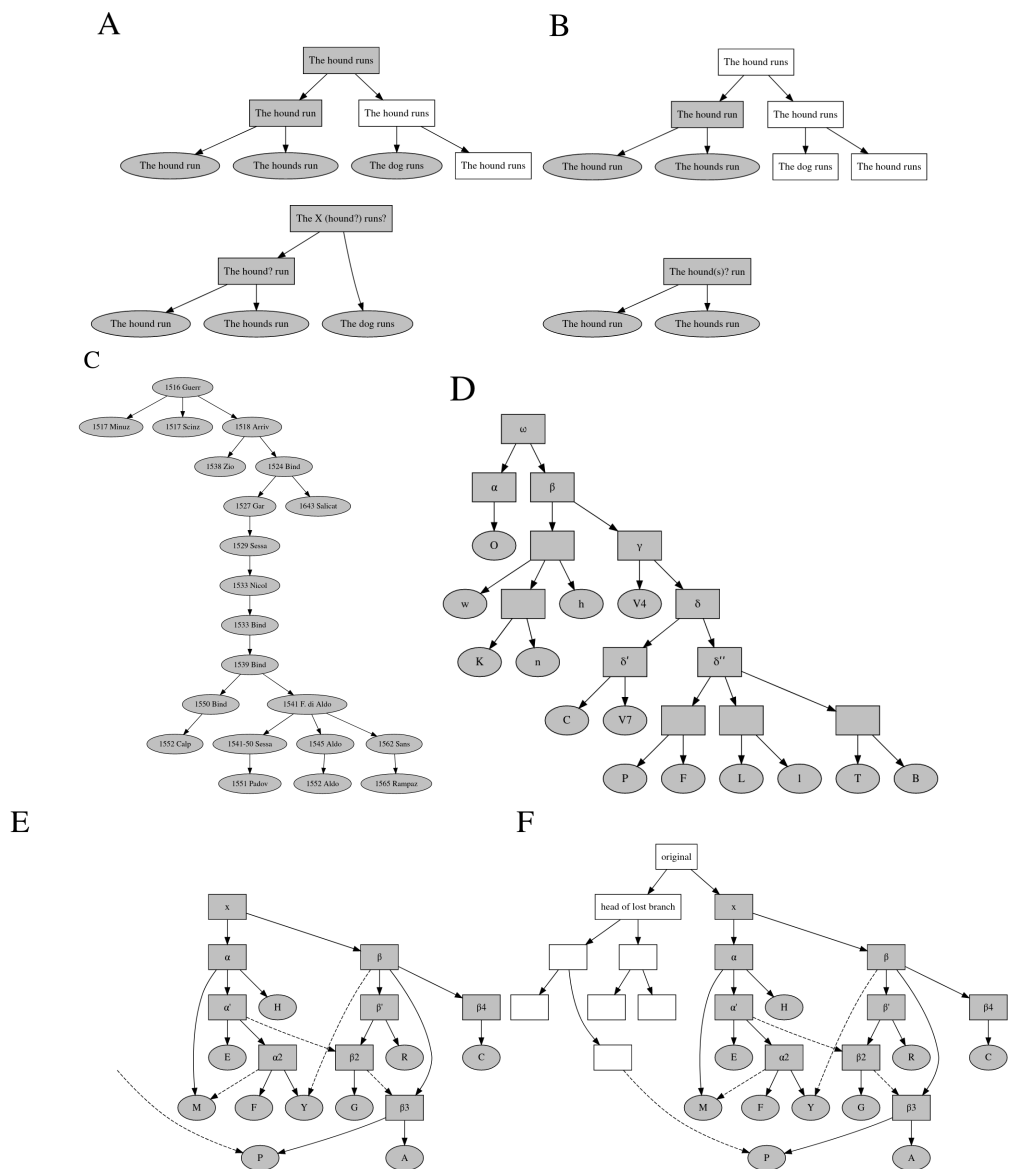 A
The hound runs
The hound run
The hound runs
The hound run
The hounds run
The dog runs
The hound runs
The X (hound?) runs?
The hound? run
The hound run
The hounds run
The dog runs
B
The hound runs
The hound run
The hound runs
The hound run
The hounds run
The dog runs
The hound runs
The hound(s)? run
The hound run
The hounds run
C
1516 Guerr
1517 Minuz
1517 Scinz
1518 Arriv
1538 Zio
1524 Bind
1527 Gar
1643 Salicat
1529 Sessa
1533 Nicol
1533 Bind
1539 Bind
1550 Bind
1541 F. di Aldo
1552 Calp
1541-50 Sessa
1545 Aldo
1562 Sans
1551 Padov
1552 Aldo
1565 Rampaz
D
ω
α
β
O
γ
w
h
V4
δ
K
n
δ′
δ′′
C
V7
P
F
L
l
T
B
E
x
α
β
α'
H
β'
β4
E
α2
β2
R
C
M
F
Y
G
β3
P
A
F
original
head of lost branch
x
α
β
α'
H
β'
β4
E
α2
β2
R
C
M
F
Y
G
β3
P
A